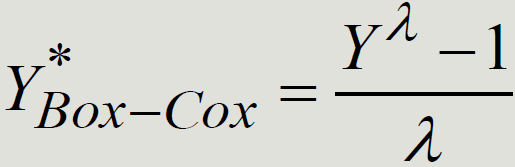 Y*Box−Cox = (Y^λ − 1) / λ